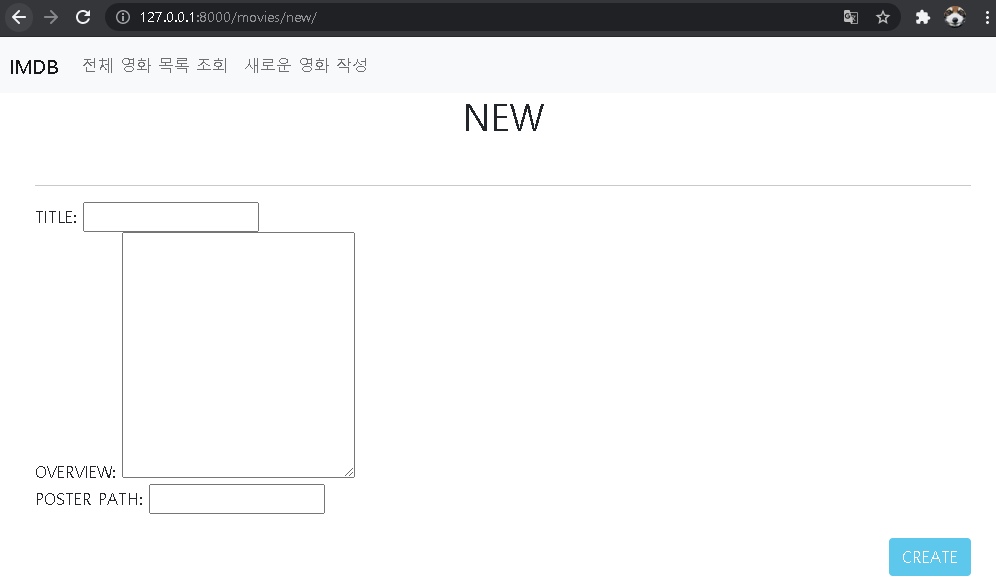 127.0.0.1:8000/movies/new/
IMDB 전체 영화 목록 조회 새로운 영화 작성
NEW
TITLE:
OVERVIEW:
POSTER PATH:
CREATE